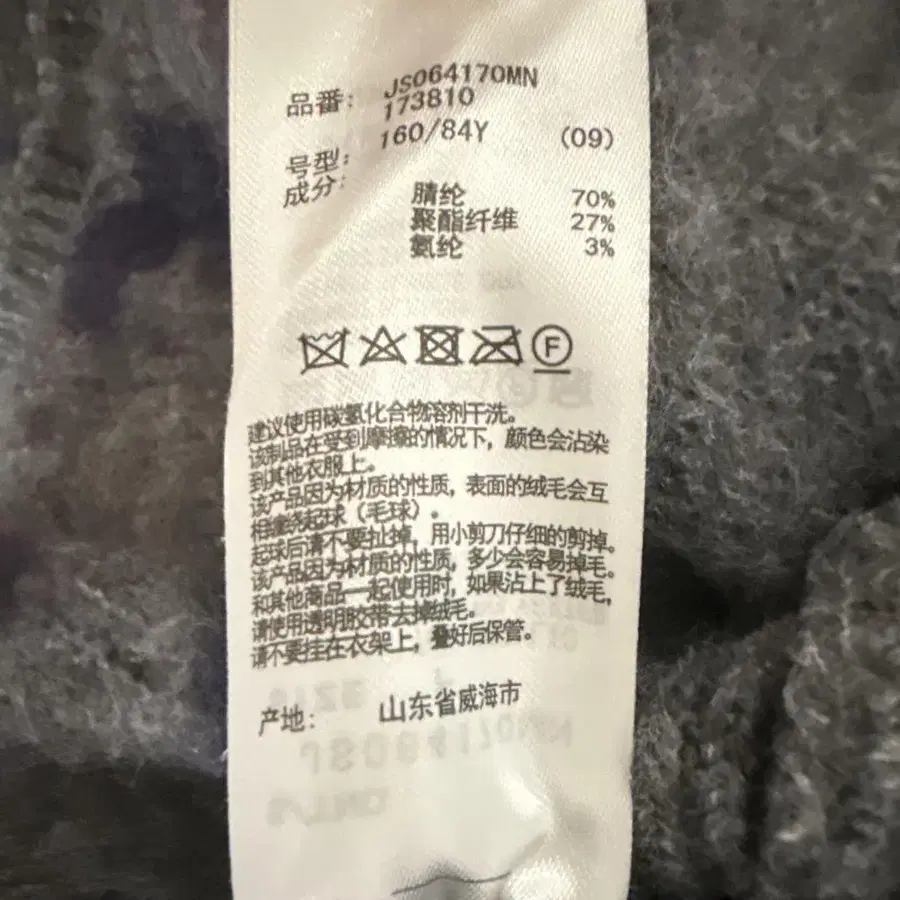 品番: JS064170MN
173810
号型: 160/84Y (09)
成分:
腈纶 70%
聚酯纤维 27%
氨纶 3%
F
建议使用碳氢化合物溶剂干洗。
该制品在受到摩擦的情况下，颜色会沾染
到其他衣服上。
该产品因为材质的性质，表面的绒毛会互
相缠绕起球（毛球）。
起球后请不要扯掉，用小剪刀仔细的剪掉。
该产品因为材质的性质，多少会容易掉毛。
和其他商品一起使用时，如果沾上了绒毛，
请使用透明胶带去掉绒毛。
请不要挂在衣架上，叠好后保管。
产地: 山东省威海市